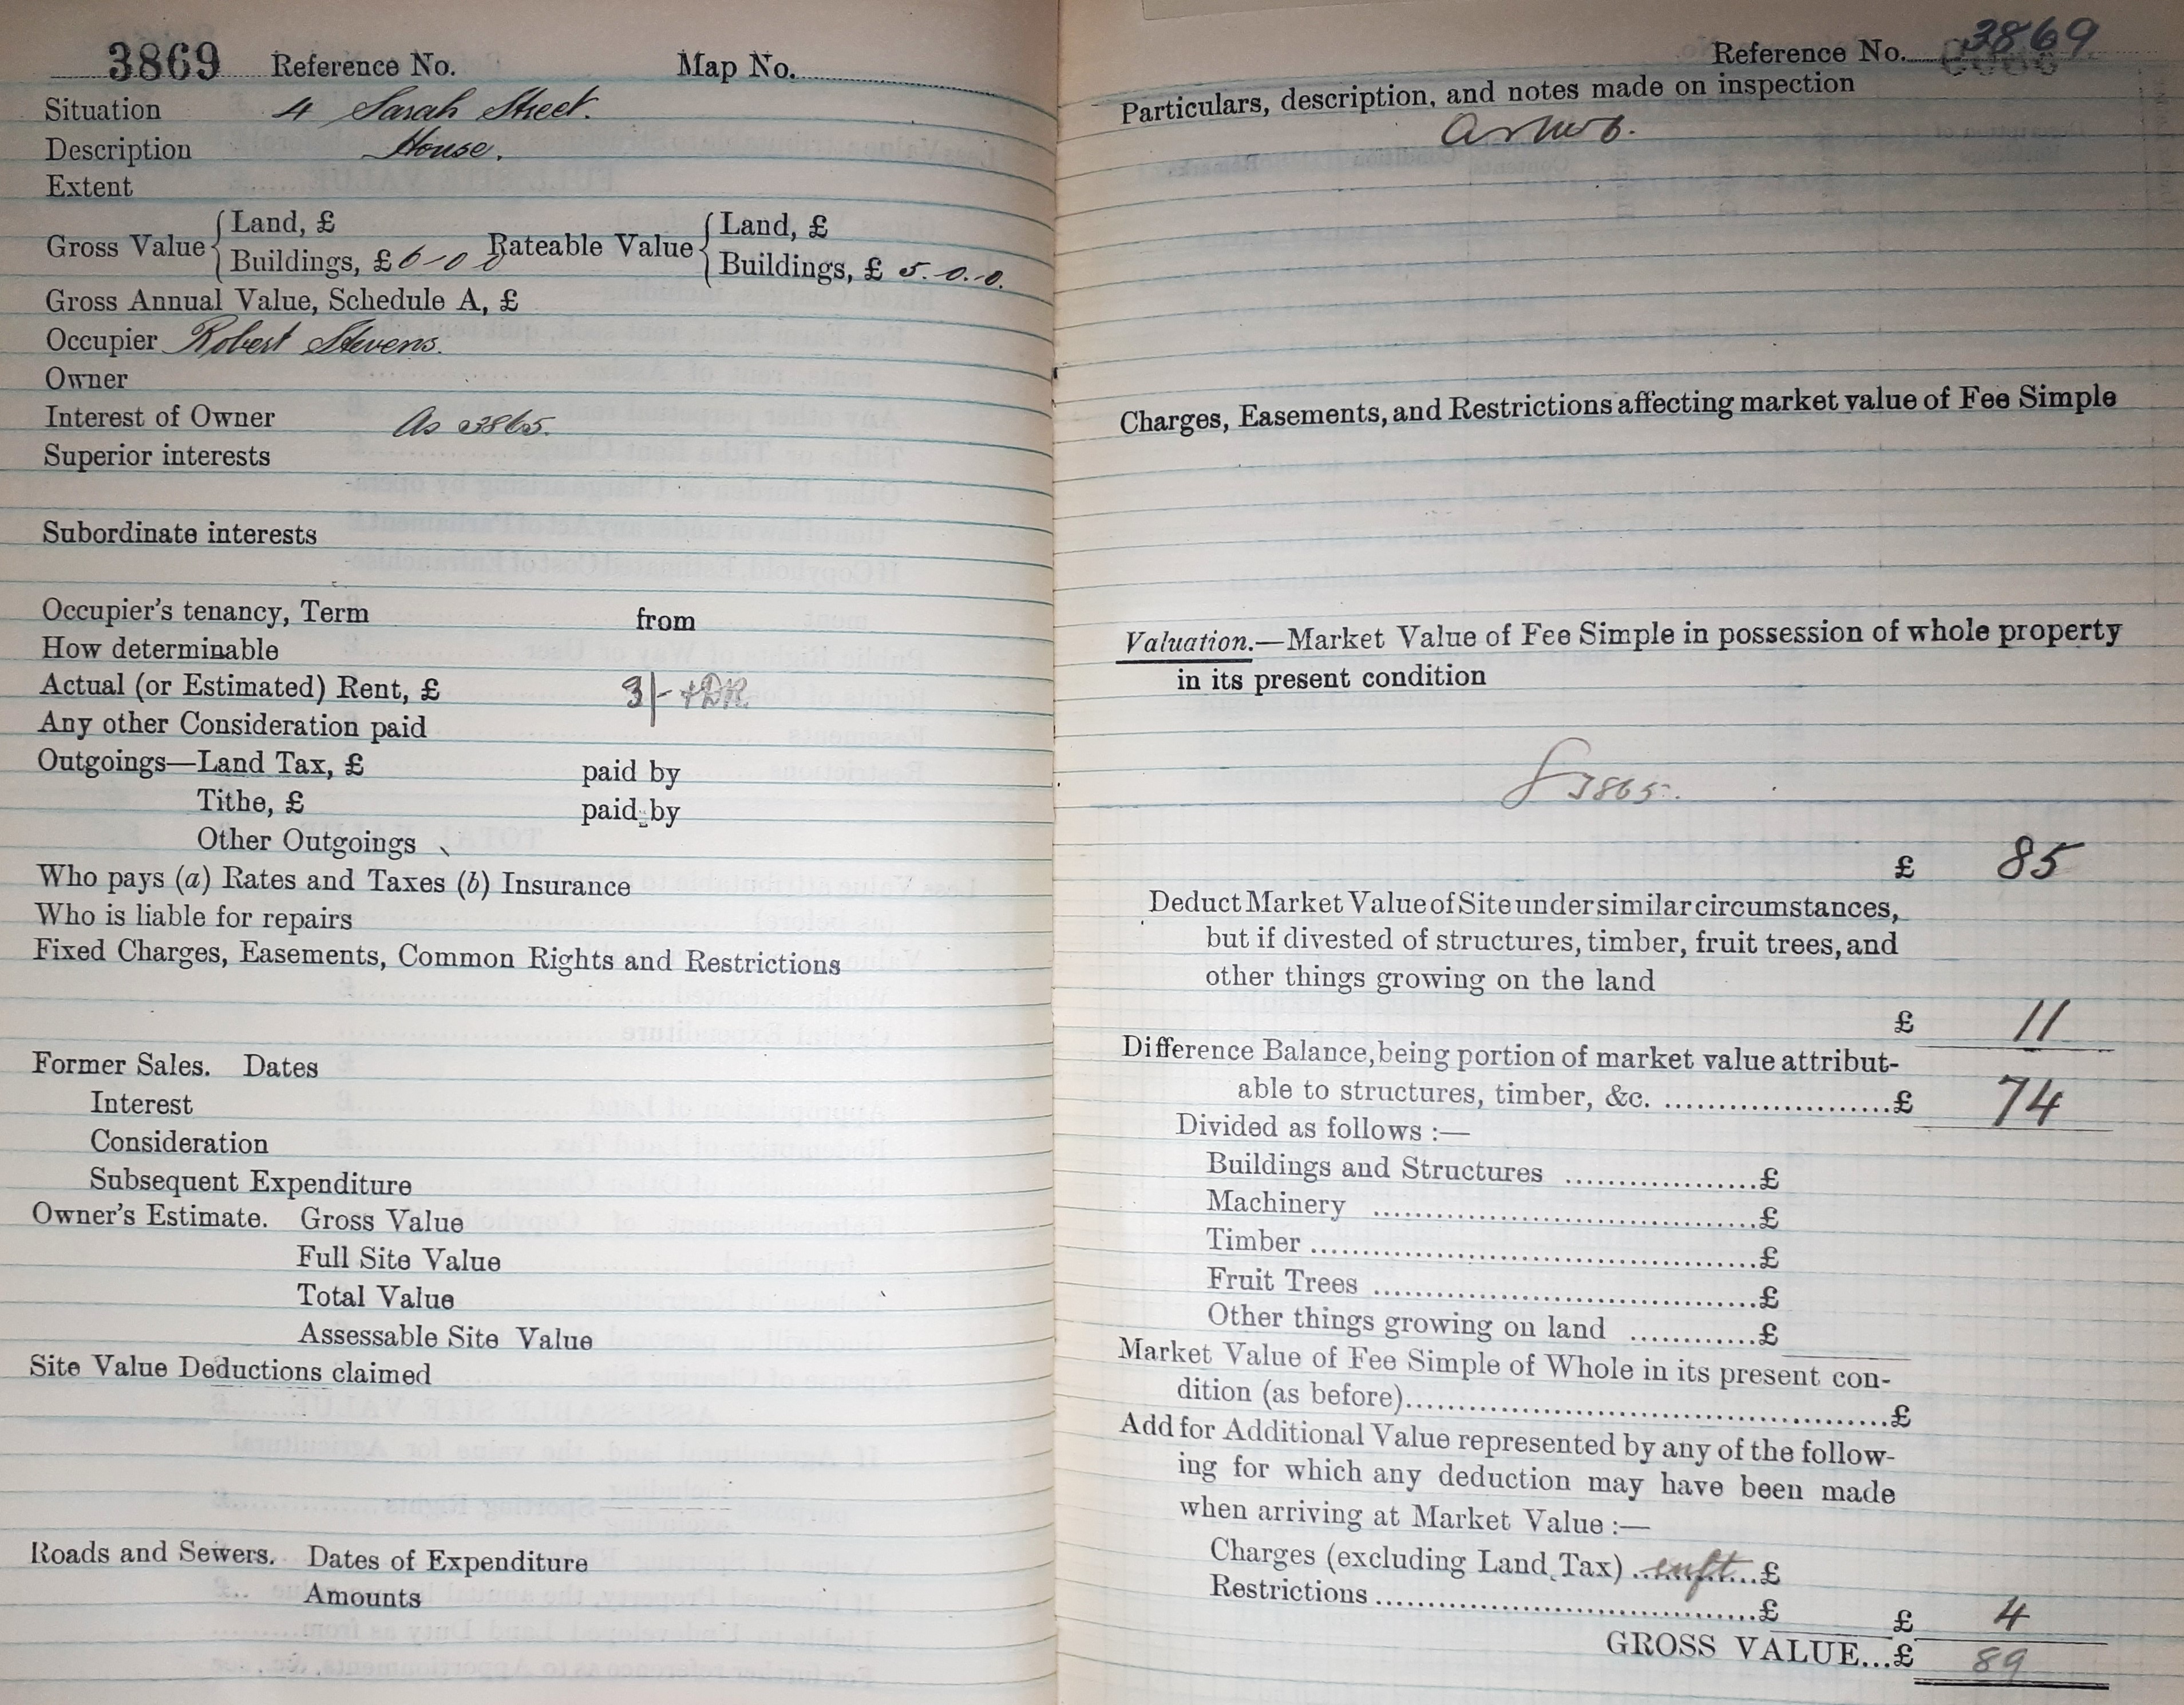 3869 Reference No. Map No.
Situation 4 Sarah Street.
Description House.
Extent
Gross Value { Land, £
Buildings, £ 6-0 0
Rateable Value { Land, £
Buildings, £ 5.-0.-0.
Gross Annual Value, Schedule A, £
Occupier Robert Stevens.
Owner
Interest of Owner As 3865.
Superior interests
Subordinate interests
Occupier's tenancy, Term from
How determinable
Actual (or Estimated) Rent, £ 3/- + DR
Any other Consideration paid
Outgoings—Land Tax, £ paid by
Tithe, £ paid by
Other Outgoings
Who pays (a) Rates and Taxes (b) Insurance
Who is liable for repairs
Fixed Charges, Easements, Common Rights and Restrictions
Former Sales. Dates
Interest
Consideration
Subsequent Expenditure
Owner's Estimate. Gross Value
Full Site Value
Total Value
Assessable Site Value
Site Value Deductions claimed
Roads and Sewers. Dates of Expenditure
Amounts
Reference No. 3869
Particulars, description, and notes made on inspection
Charges, Easements, and Restrictions affecting market value of Fee Simple
Valuation.—Market Value of Fee Simple in possession of whole property
in its present condition
3865.
£ 85
Deduct Market Value of Site under similar circumstances,
but if divested of structures, timber, fruit trees, and
other things growing on the land
£ 11
Difference Balance, being portion of market value attribut-
able to structures, timber, &c. ......................£ 74
Divided as follows :—
Buildings and Structures ..................£
Machinery ....................................£
Timber ..........................................£
Fruit Trees ....................................£
Other things growing on land ............£
Market Value of Fee Simple of Whole in its present con-
dition (as before)..............................................£
Add for Additional Value represented by any of the follow-
ing for which any deduction may have been made
when arriving at Market Value :—
Charges (excluding Land Tax) ............£
Restrictions ....................................£ £ 4
GROSS VALUE...£ 89